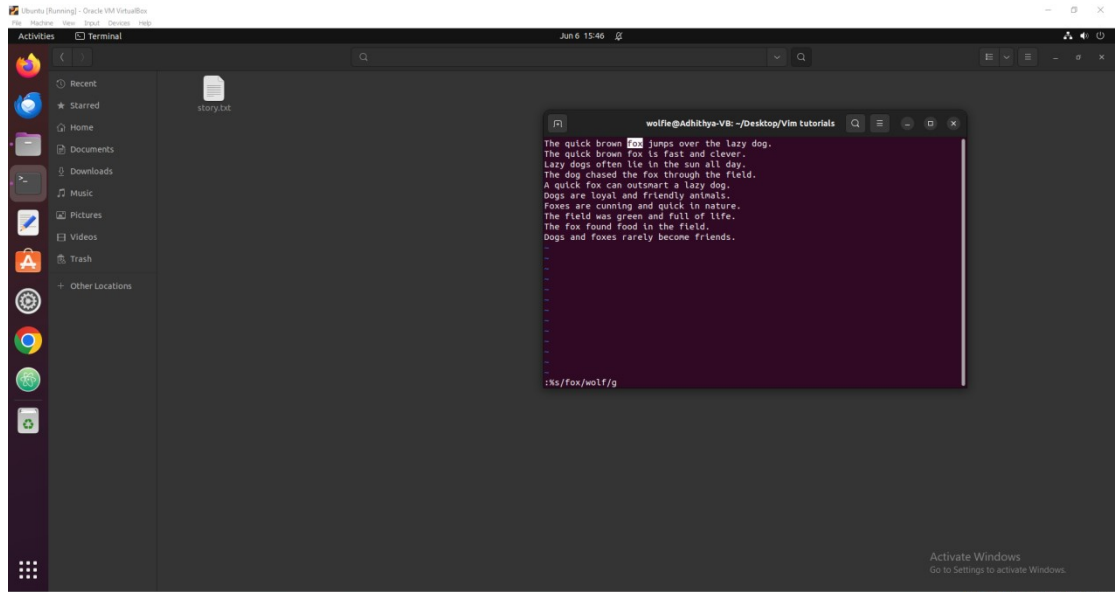 Ubuntu [Running] - Oracle VM VirtualBox
File Machine View Input Devices Help
Activities Terminal Jun 6 15:46
Recent
Starred
Home
Documents
Downloads
Music
Pictures
Videos
Trash
+ Other Locations
story.txt
wolfie@Adhithya-VB: ~/Desktop/Vim tutorials
The quick brown fox jumps over the lazy dog.
The quick brown fox is fast and clever.
Lazy dogs often lie in the sun all day.
The dog chased the fox through the field.
A quick fox can outsmart a lazy dog.
Dogs are loyal and friendly animals.
Foxes are cunning and quick in nature.
The field was green and full of life.
The fox found food in the field.
Dogs and foxes rarely become friends.
~
~
~
~
~
~
~
~
~
~
~
~
~
:%s/fox/wolf/g
Activate Windows
Go to Settings to activate Windows.